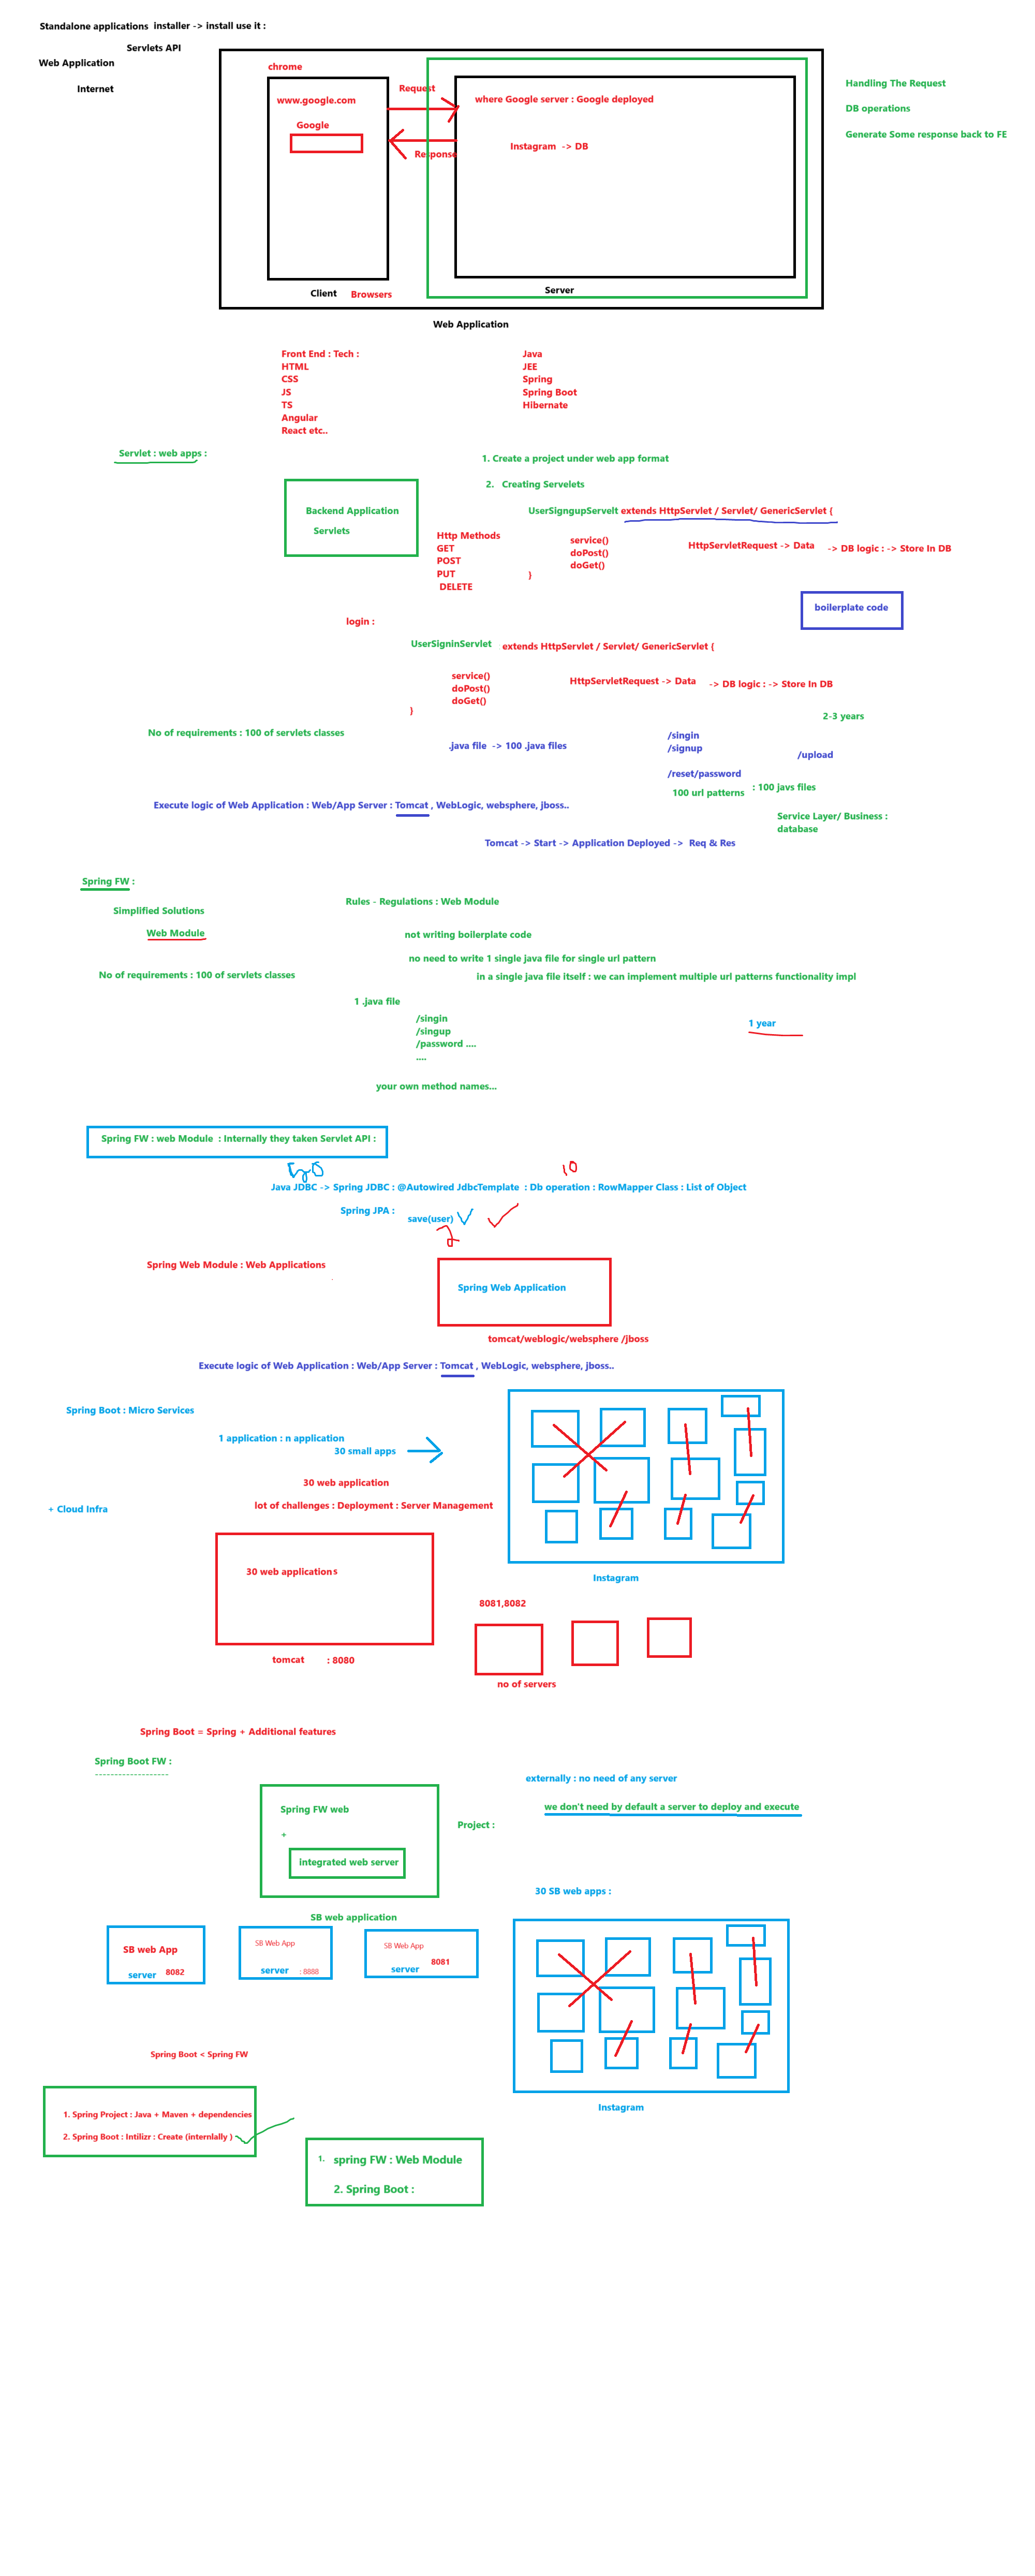 Standalone applications installer -> install use it :
Servlets API
Web Application
Internet
chrome
www.google.com
Google
Request
Response
where Google server : Google deployed
Instagram -> DB
Handling The Request
DB operations
Generate Some response back to FE
Client Browsers
Server
Web Application
Front End : Tech :
HTML
CSS
JS
TS
Angular
React etc..
Java
JEE
Spring
Spring Boot
Hibernate
Servlet : web apps :
1. Create a project under web app format
2. Creating Servelets
Backend Application
Servlets
UserSigngupServelt extends HttpServlet / Servlet/ GenericServlet {
Http Methods
GET
POST
PUT
DELETE
service()
doPost()
doGet()
}
HttpServletRequest -> Data -> DB logic : -> Store In DB
boilerplate code
login :
UserSigninServlet extends HttpServlet / Servlet/ GenericServlet {
service()
doPost()
doGet()
}
HttpServletRequest -> Data -> DB logic : -> Store In DB
2-3 years
No of requirements : 100 of servlets classes
.java file -> 100 .java files
/singin
/signup
/upload
/reset/password
100 url patterns : 100 javs files
Execute logic of Web Application : Web/App Server : Tomcat , WebLogic, websphere, jboss..
Service Layer/ Business :
database
Tomcat -> Start -> Application Deployed -> Req & Res
Spring FW :
Simplified Solutions
Web Module
Rules - Regulations : Web Module
not writing boilerplate code
no need to write 1 single java file for single url pattern
No of requirements : 100 of servlets classes
in a single java file itself : we can implement multiple url patterns functionality impl
1 .java file
/singin
/singup
/password ....
....
1 year
your own method names...
Spring FW : web Module : Internally they taken Servlet API :
10
Java JDBC -> Spring JDBC : @Autowired JdbcTemplate : Db operation : RowMapper Class : List of Object
Spring JPA :
save(user)
Spring Web Module : Web Applications
Spring Web Application
tomcat/weblogic/websphere /jboss
Execute logic of Web Application : Web/App Server : Tomcat , WebLogic, websphere, jboss..
Spring Boot : Micro Services
1 application : n application
30 small apps
30 web application
+ Cloud Infra
lot of challenges : Deployment : Server Management
Instagram
30 web applications
tomcat : 8080
8081,8082
no of servers
Spring Boot = Spring + Additional features
Spring Boot FW :
-------------------
Spring FW web
+
integrated web server
externally : no need of any server
we don't need by default a server to deploy and execute
Project :
30 SB web apps :
SB web application
SB web App
server 8082
SB Web App
server : 8888
SB Web App
server 8081
Instagram
Spring Boot < Spring FW
1. Spring Project : Java + Maven + dependencies
2. Spring Boot : Intilizr : Create (internlally )
1. spring FW : Web Module
2. Spring Boot :